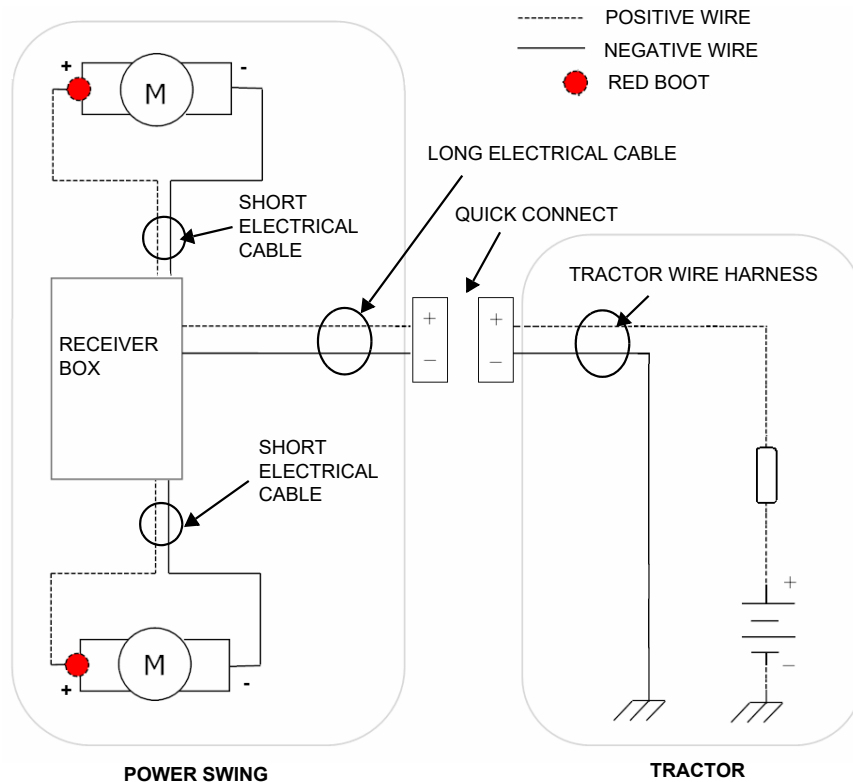 POSITIVE WIRE
NEGATIVE WIRE
RED BOOT
+ -
M
LONG ELECTRICAL CABLE
SHORT
ELECTRICAL
CABLE
QUICK CONNECT
TRACTOR WIRE HARNESS
RECEIVER
BOX
+ +
− −
SHORT
ELECTRICAL
CABLE
+
−
M
+ -
POWER SWING
TRACTOR